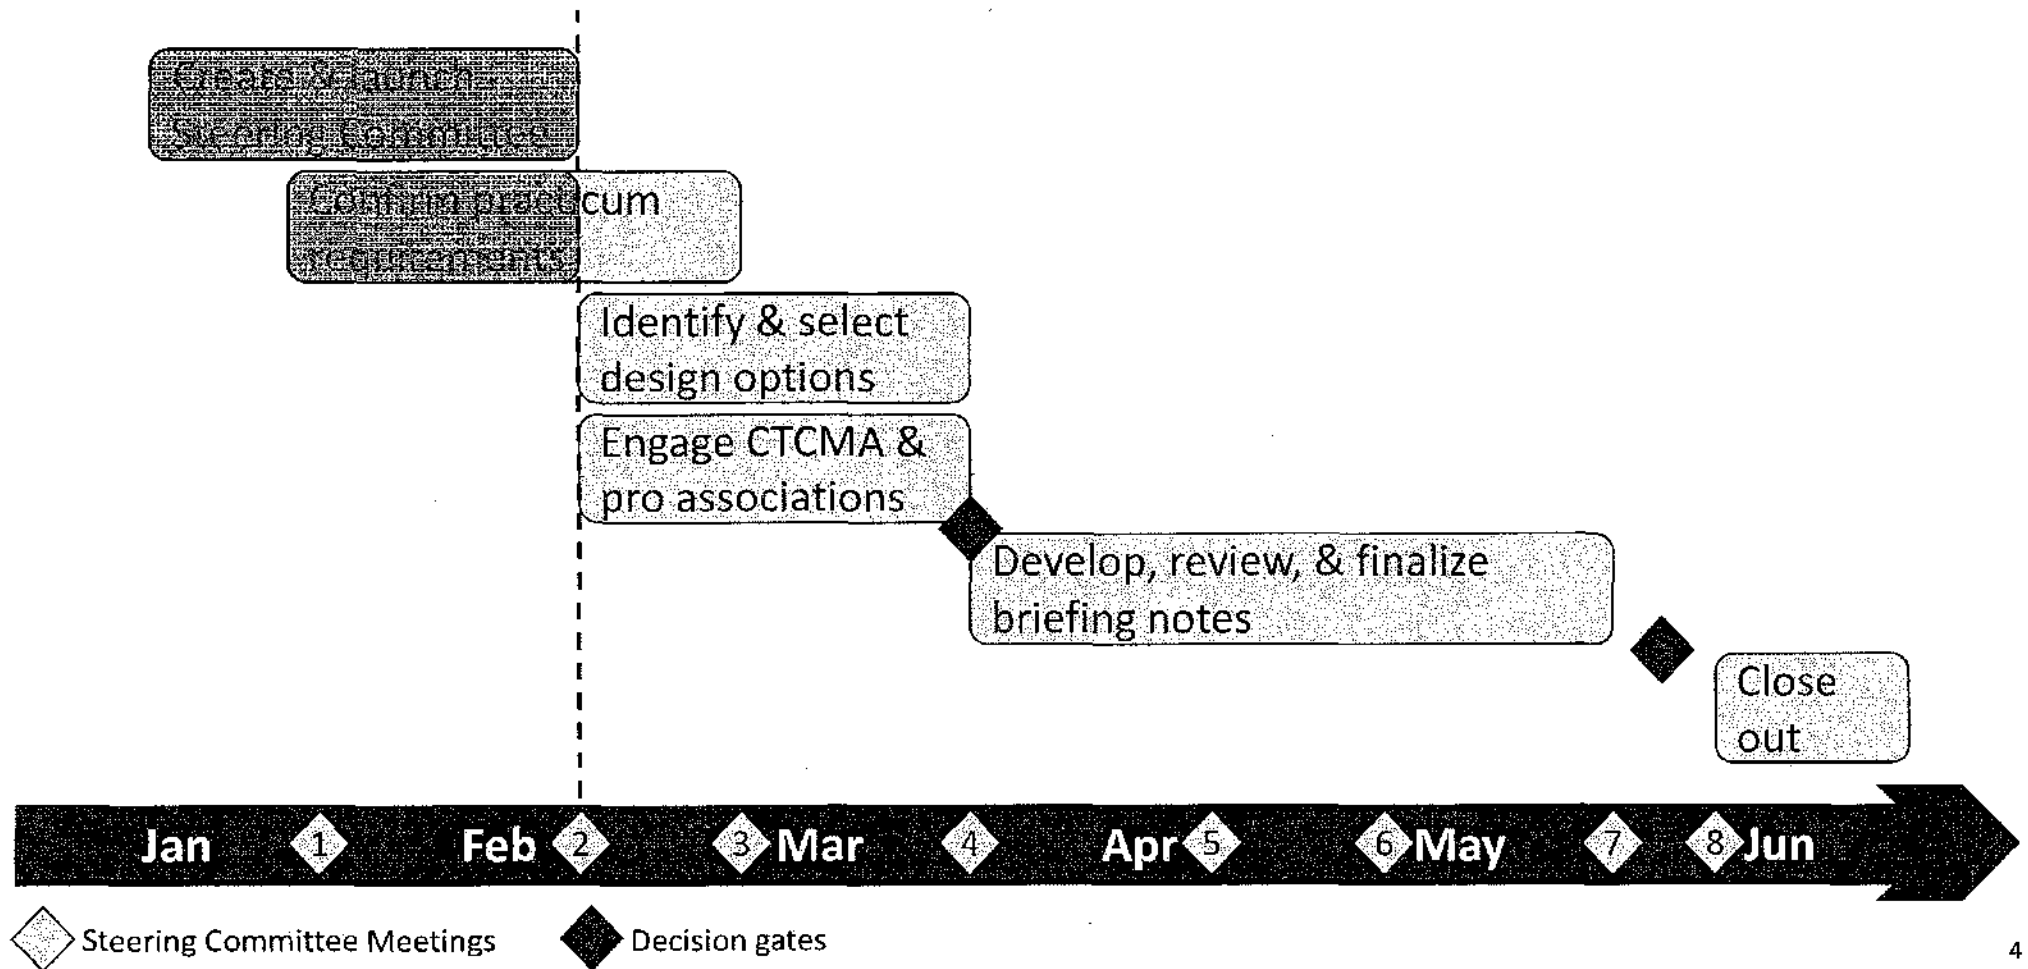 Create & launch
Steering Committee
Confirm practicum
requirements
Identify & select
design options
Engage CTCMA &
pro associations
Develop, review, & finalize
briefing notes
Close
out
Jan 1 Feb 2 3 Mar 4 Apr 5 6 May 7 8 Jun
Steering Committee Meetings Decision gates
4